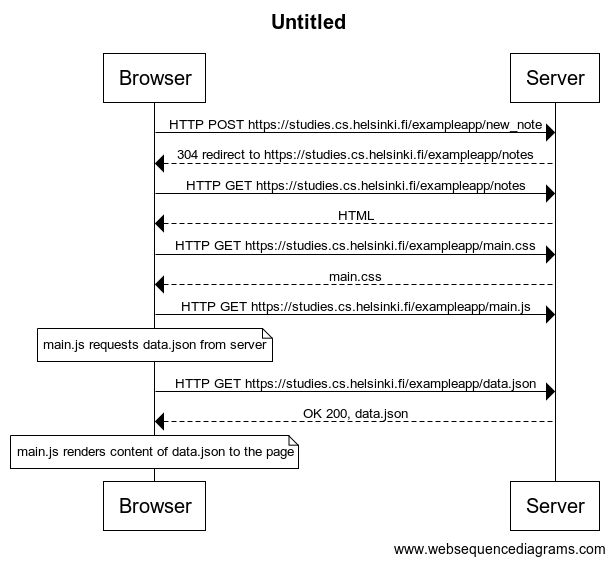 Untitled
Browser
Server
HTTP POST https://studies.cs.helsinki.fi/exampleapp/new_note
304 redirect to https://studies.cs.helsinki.fi/exampleapp/notes
HTTP GET https://studies.cs.helsinki.fi/exampleapp/notes
HTML
HTTP GET https://studies.cs.helsinki.fi/exampleapp/main.css
main.css
HTTP GET https://studies.cs.helsinki.fi/exampleapp/main.js
main.js requests data.json from server
HTTP GET https://studies.cs.helsinki.fi/exampleapp/data.json
OK 200, data.json
main.js renders content of data.json to the page
Browser
Server
www.websequencediagrams.com